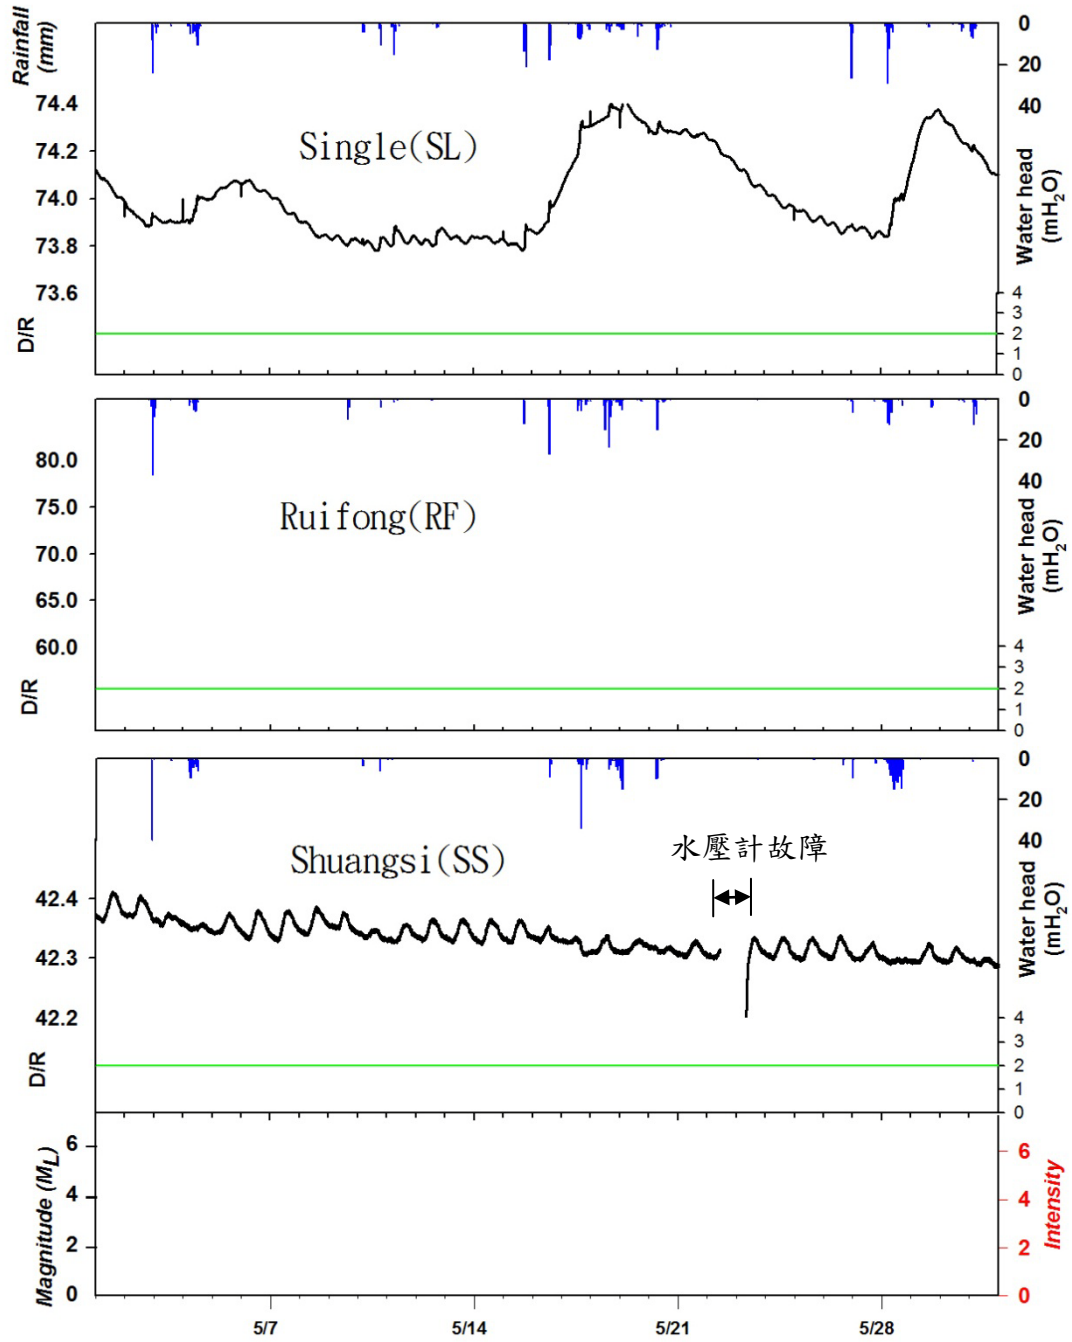 Rainfall
(mm)
0
20
40
74.4
74.2
74.0
73.8
73.6
Single(SL)
Water head
(mH2O)
D/R
4
3
2
1
0
0
20
40
80.0
75.0
70.0
65.0
60.0
Ruifong(RF)
Water head
(mH2O)
D/R
4
3
2
1
0
0
20
40
水壓計故障
Shuangsi(SS)
42.4
42.3
42.2
Water head
(mH2O)
D/R
4
3
2
1
0
Magnitude (ML)
6
4
2
0
6
4
2
0
Intensity
5/7 5/14 5/21 5/28